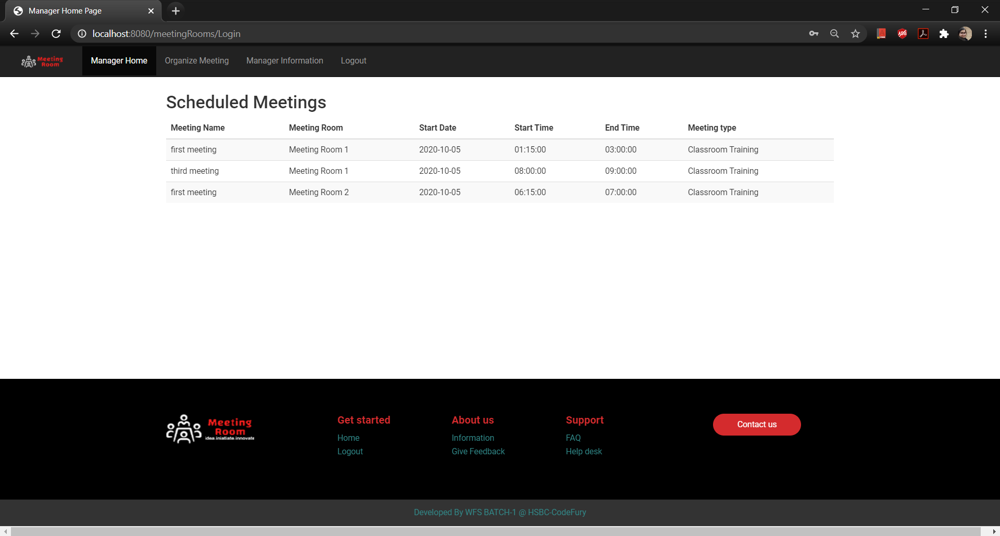 Manager Home Page
localhost:8080/meetingRooms/Login
Meeting
Room
Manager Home Organize Meeting Manager Information Logout
Scheduled Meetings
Meeting Name Meeting Room Start Date Start Time End Time Meeting type
first meeting Meeting Room 1 2020-10-05 01:15:00 03:00:00 Classroom Training
third meeting Meeting Room 1 2020-10-05 08:00:00 09:00:00 Classroom Training
first meeting Meeting Room 2 2020-10-05 06:15:00 07:00:00 Classroom Training
Meeting
Room
idea.iniatiate.innovate
Get started
Home
Logout
About us
Information
Give Feedback
Support
FAQ
Help desk
Contact us
Developed By WFS BATCH-1 @ HSBC-CodeFury